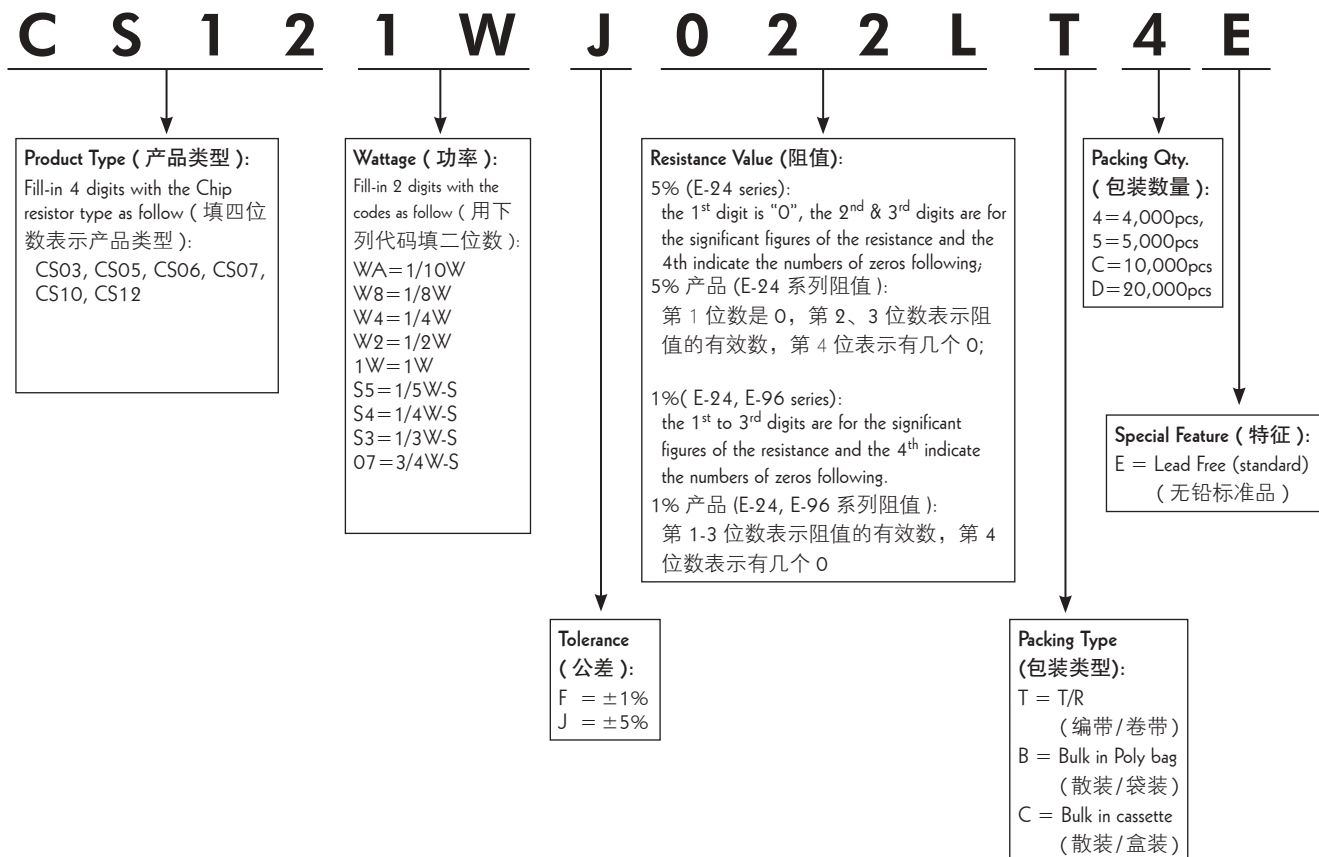 C S 1 2 1 W J 0 2 2 L T 4 E
Product Type ( 产品类型 ):
Fill-in 4 digits with the Chip
resistor type as follow ( 填四位
数表示产品类型 ):
CS03, CS05, CS06, CS07,
CS10, CS12
Wattage ( 功率 ):
Fill-in 2 digits with the
codes as follow ( 用下
列代码填二位数 ):
WA=1/10W
W8=1/8W
W4=1/4W
W2=1/2W
1W=1W
S5=1/5W-S
S4=1/4W-S
S3=1/3W-S
07=3/4W-S
Resistance Value (阻值):
5% (E-24 series):
the 1st digit is “0”, the 2nd & 3rd digits are for
the significant figures of the resistance and the
4th indicate the numbers of zeros following;
5% 产品 (E-24 系列阻值 ):
第 1 位数是 0，第 2、3 位数表示阻
值的有效数，第 4 位表示有几个 0;
1%( E-24, E-96 series):
the 1st to 3rd digits are for the significant
figures of the resistance and the 4th indicate
the numbers of zeros following.
1% 产品 (E-24, E-96 系列阻值 ):
第 1-3 位数表示阻值的有效数，第 4
位数表示有几个 0
Packing Qty.
( 包装数量 ):
4=4,000pcs,
5=5,000pcs
C=10,000pcs
D=20,000pcs
Special Feature ( 特征 ):
E = Lead Free (standard)
( 无铅标准品 )
Tolerance
( 公差 ):
F = ±1%
J = ±5%
Packing Type
(包装类型):
T = T/R
( 编带/卷带 )
B = Bulk in Poly bag
( 散装/袋装 )
C = Bulk in cassette
( 散装/盒装 )